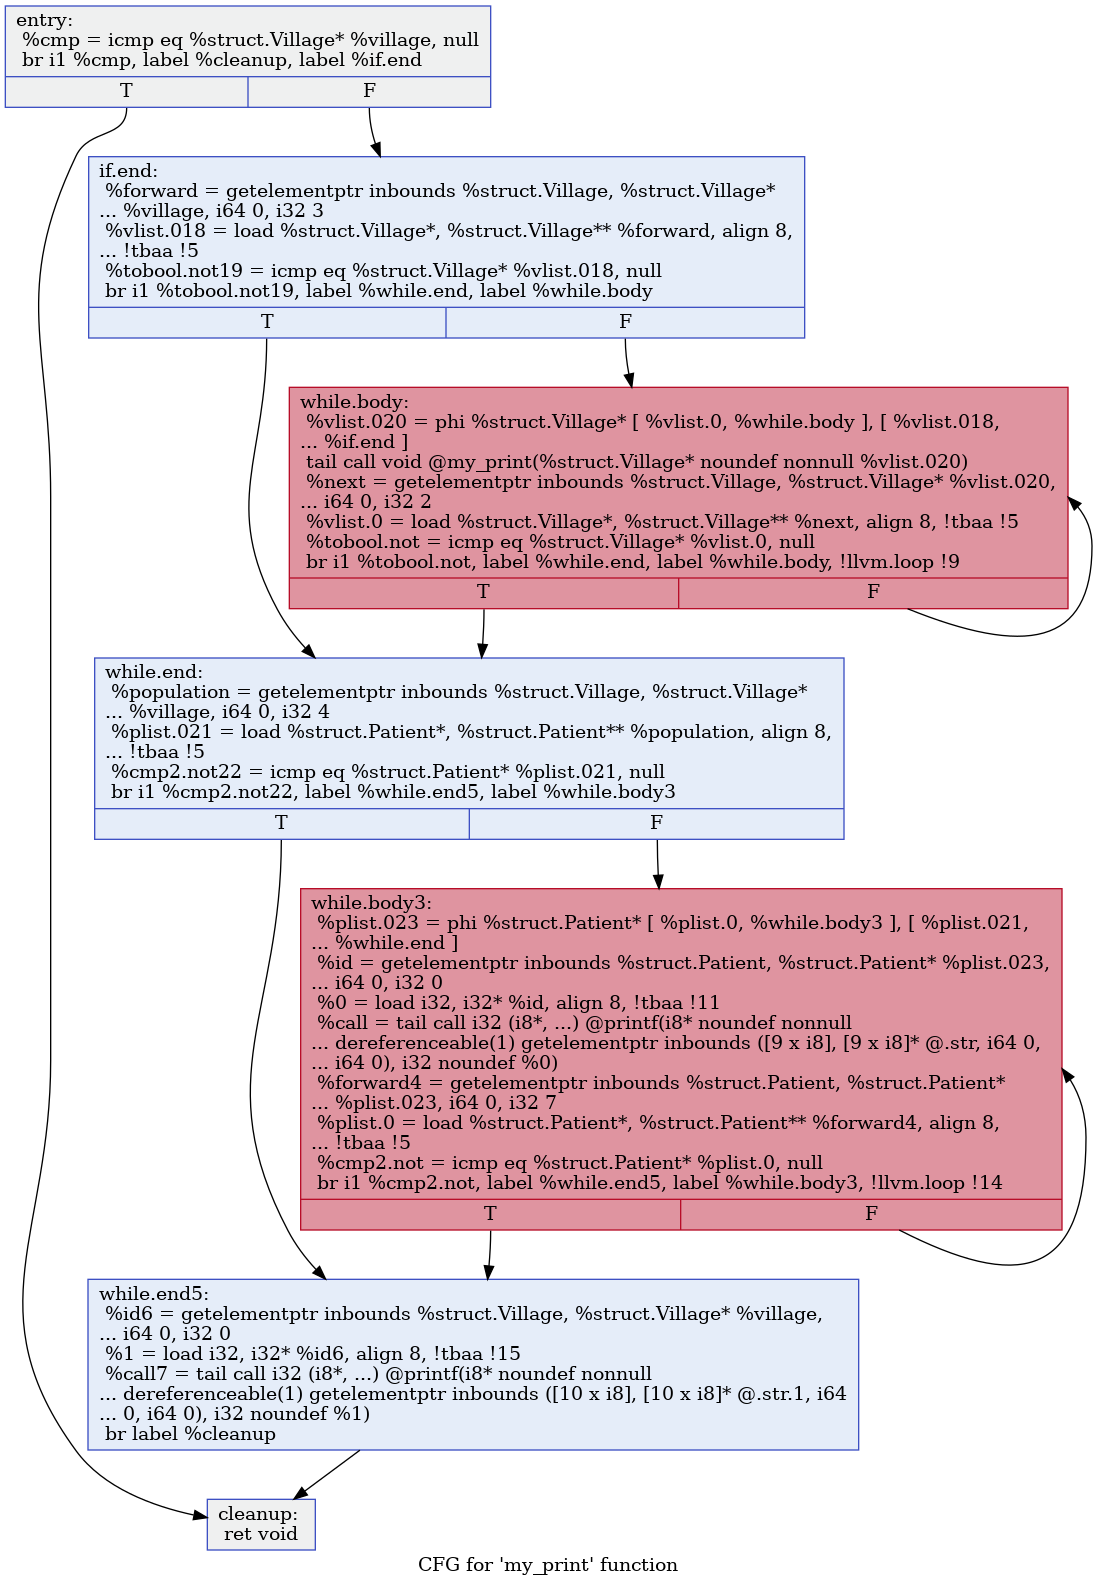 entry:
%cmp = icmp eq %struct.Village* %village, null
br i1 %cmp, label %cleanup, label %if.end
T F
if.end:
%forward = getelementptr inbounds %struct.Village, %struct.Village*
... %village, i64 0, i32 3
%vlist.018 = load %struct.Village*, %struct.Village** %forward, align 8,
... !tbaa !5
%tobool.not19 = icmp eq %struct.Village* %vlist.018, null
br i1 %tobool.not19, label %while.end, label %while.body
T F
while.body:
%vlist.020 = phi %struct.Village* [ %vlist.0, %while.body ], [ %vlist.018,
... %if.end ]
tail call void @my_print(%struct.Village* noundef nonnull %vlist.020)
%next = getelementptr inbounds %struct.Village, %struct.Village* %vlist.020,
... i64 0, i32 2
%vlist.0 = load %struct.Village*, %struct.Village** %next, align 8, !tbaa !5
%tobool.not = icmp eq %struct.Village* %vlist.0, null
br i1 %tobool.not, label %while.end, label %while.body, !llvm.loop !9
T F
while.end:
%population = getelementptr inbounds %struct.Village, %struct.Village*
... %village, i64 0, i32 4
%plist.021 = load %struct.Patient*, %struct.Patient** %population, align 8,
... !tbaa !5
%cmp2.not22 = icmp eq %struct.Patient* %plist.021, null
br i1 %cmp2.not22, label %while.end5, label %while.body3
T F
while.body3:
%plist.023 = phi %struct.Patient* [ %plist.0, %while.body3 ], [ %plist.021,
... %while.end ]
%id = getelementptr inbounds %struct.Patient, %struct.Patient* %plist.023,
... i64 0, i32 0
%0 = load i32, i32* %id, align 8, !tbaa !11
%call = tail call i32 (i8*, ...) @printf(i8* noundef nonnull
... dereferenceable(1) getelementptr inbounds ([9 x i8], [9 x i8]* @.str, i64 0,
... i64 0), i32 noundef %0)
%forward4 = getelementptr inbounds %struct.Patient, %struct.Patient*
... %plist.023, i64 0, i32 7
%plist.0 = load %struct.Patient*, %struct.Patient** %forward4, align 8,
... !tbaa !5
%cmp2.not = icmp eq %struct.Patient* %plist.0, null
br i1 %cmp2.not, label %while.end5, label %while.body3, !llvm.loop !14
T F
while.end5:
%id6 = getelementptr inbounds %struct.Village, %struct.Village* %village,
... i64 0, i32 0
%1 = load i32, i32* %id6, align 8, !tbaa !15
%call7 = tail call i32 (i8*, ...) @printf(i8* noundef nonnull
... dereferenceable(1) getelementptr inbounds ([10 x i8], [10 x i8]* @.str.1, i64
... 0, i64 0), i32 noundef %1)
br label %cleanup
cleanup:
ret void
CFG for 'my_print' function